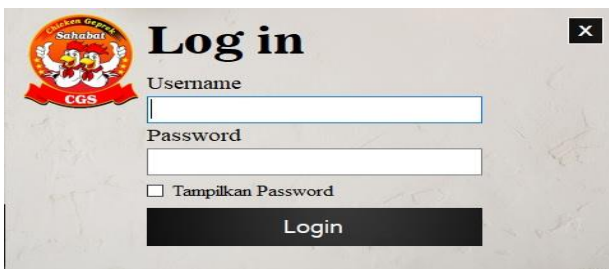 Chicken Geprek
Sahabat
CGS
Log in
X
Username
Password
Tampilkan Password
Login